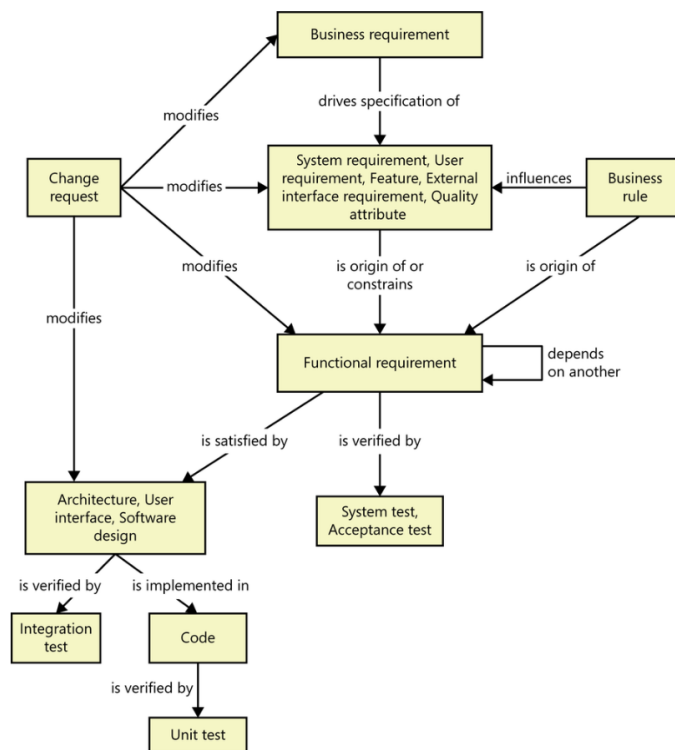 Business requirement
modifies
drives specification of
Change
request
modifies
System requirement, User
requirement, Feature, External
interface requirement, Quality
attribute
influences
Business
rule
modifies
is origin of or
constrains
is origin of
modifies
Functional requirement
depends
on another
is satisfied by
is verified by
Architecture, User
interface, Software
design
System test,
Acceptance test
is verified by
is implemented in
Integration
test
Code
is verified by
Unit test